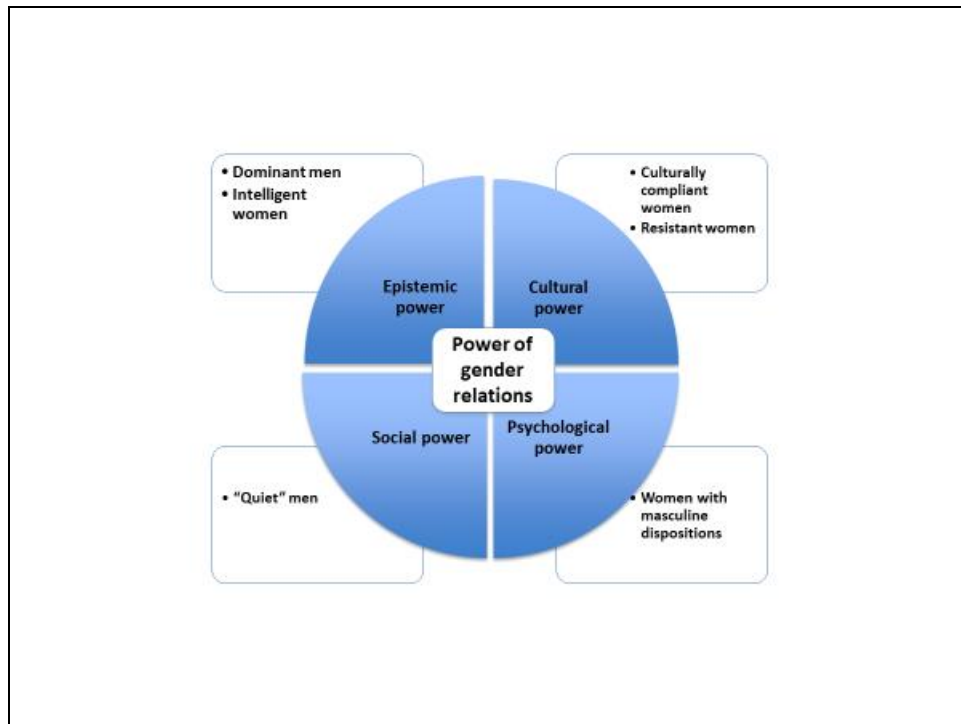 • Dominant men
• Intelligent
women
• Culturally
compliant
women
• Resistant women
Epistemic
power
Cultural
power
Power of
gender
relations
Social power
Psychological
power
• “Quiet” men
• Women with
masculine
dispositions